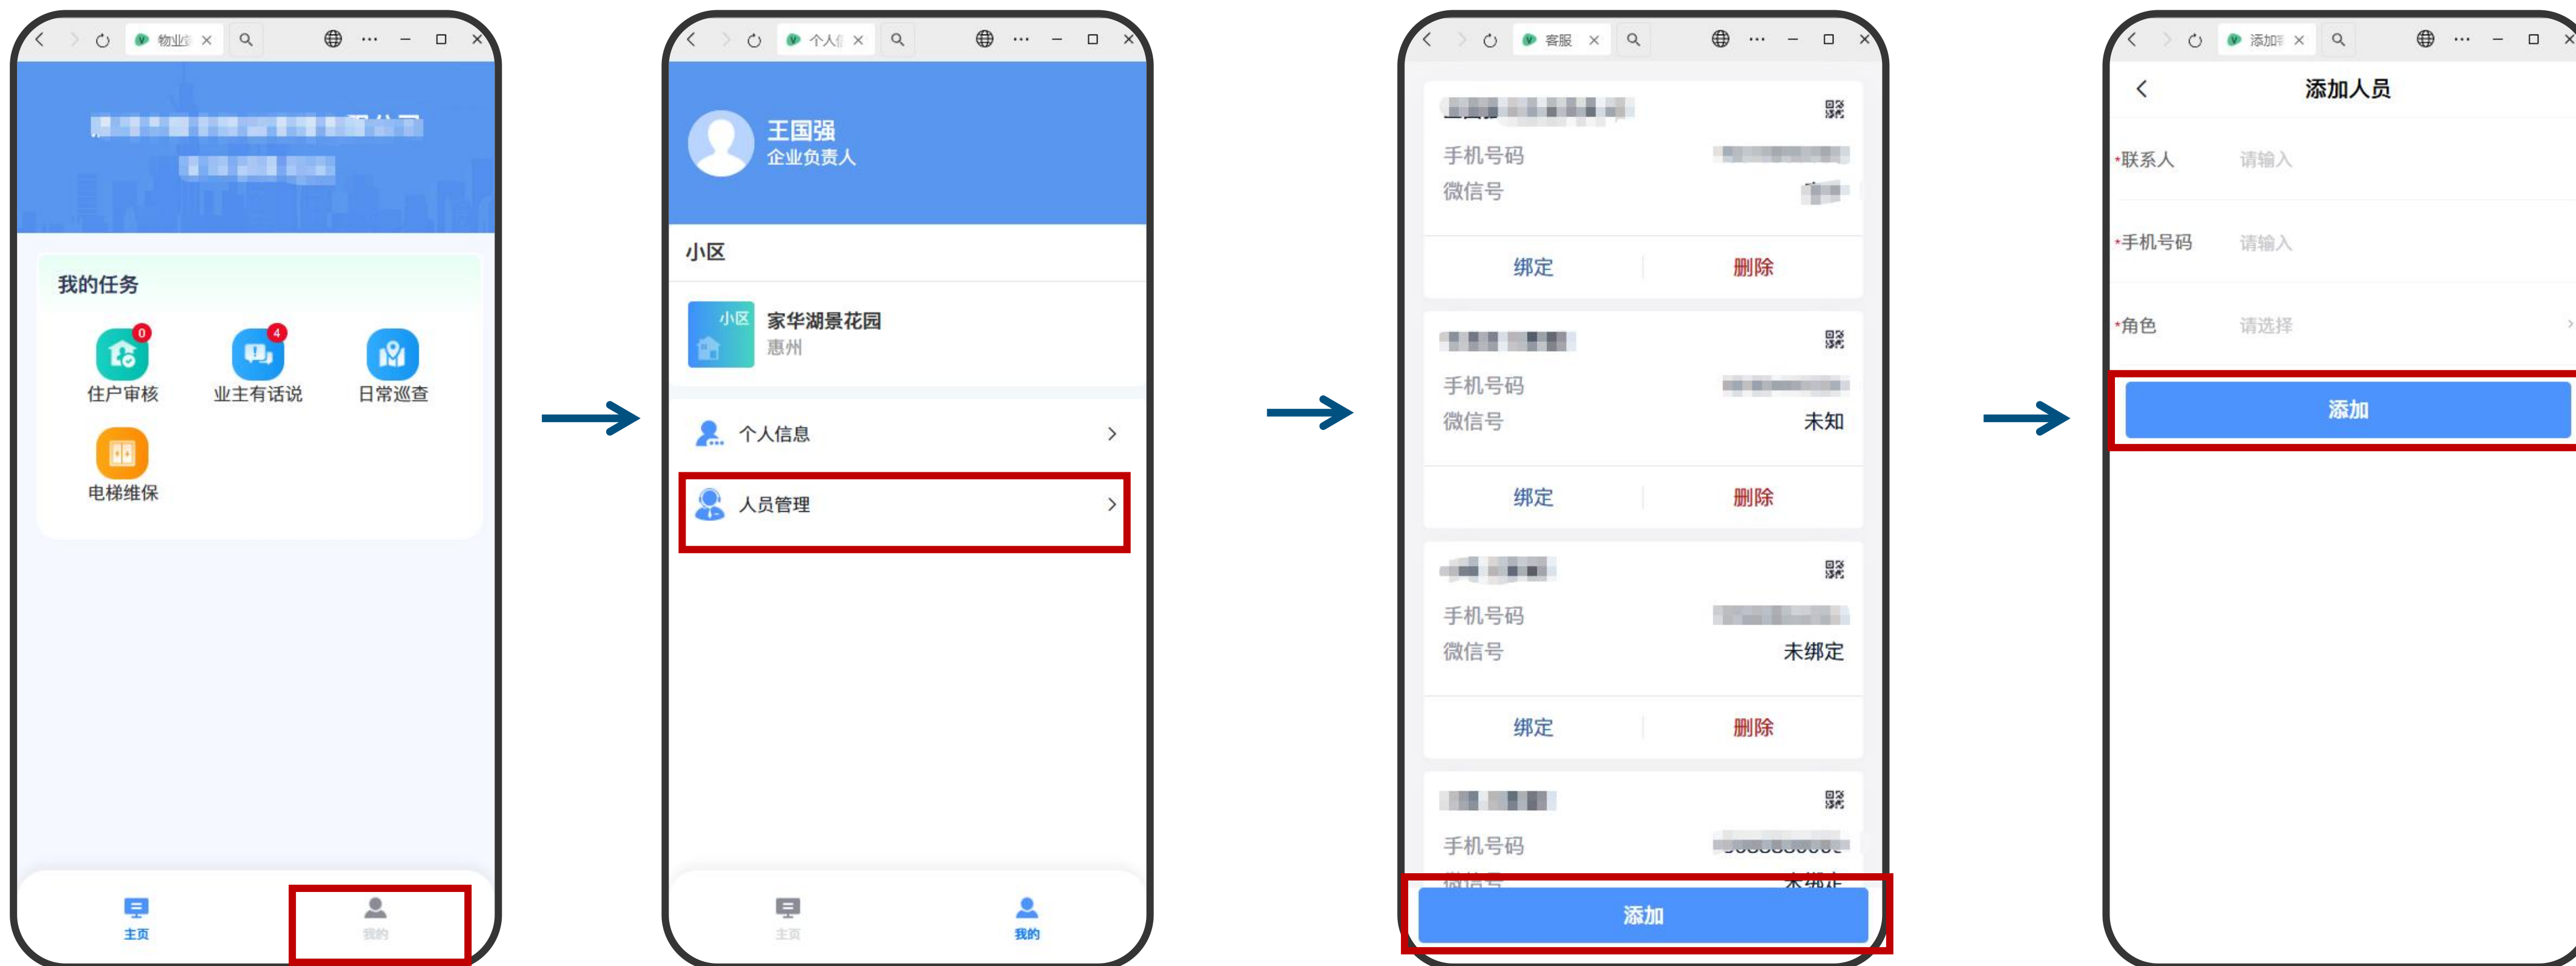 物业
我的任务
0
4
住户审核
业主有话说
日常巡查
电梯维保
主页
我的
个人
王国强
企业负责人
小区
小区
家华湖景花园
惠州
个人信息
人员管理
主页
我的
客服
手机号码
微信号
绑定
删除
手机号码
微信号
未知
绑定
删除
手机号码
微信号
未绑定
绑定
删除
手机号码
微信号
未绑定
添加
添加
添加人员
*联系人
请输入
*手机号码
请输入
*角色
请选择
添加